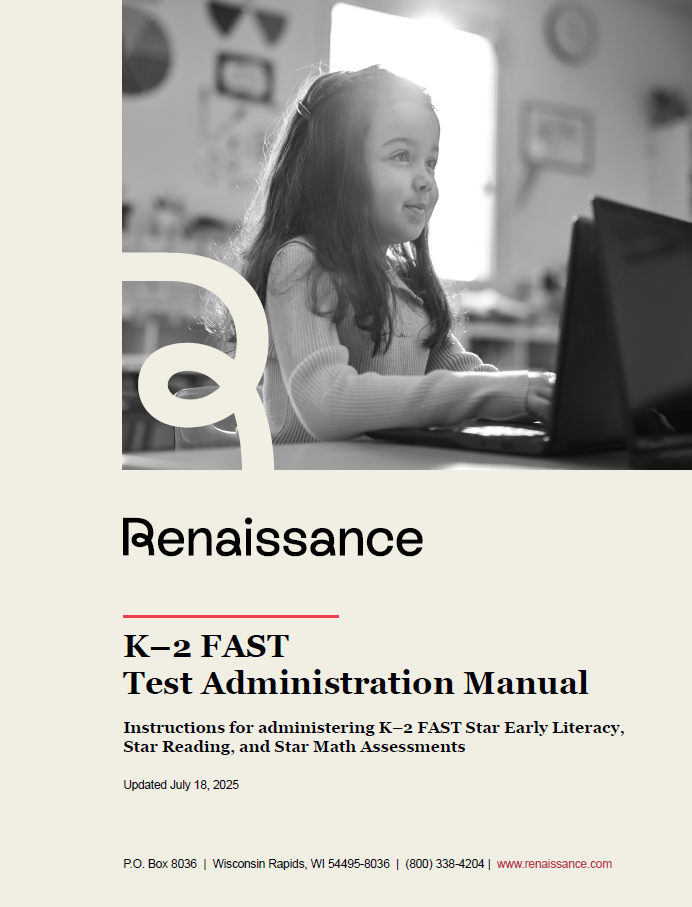 Renaissance
K–2 FAST
Test Administration Manual
Instructions for administering K–2 FAST Star Early Literacy,
Star Reading, and Star Math Assessments
Updated July 18, 2025
P.O. Box 8036 | Wisconsin Rapids, WI 54495-8036 | (800) 338-4204 | www.renaissance.com